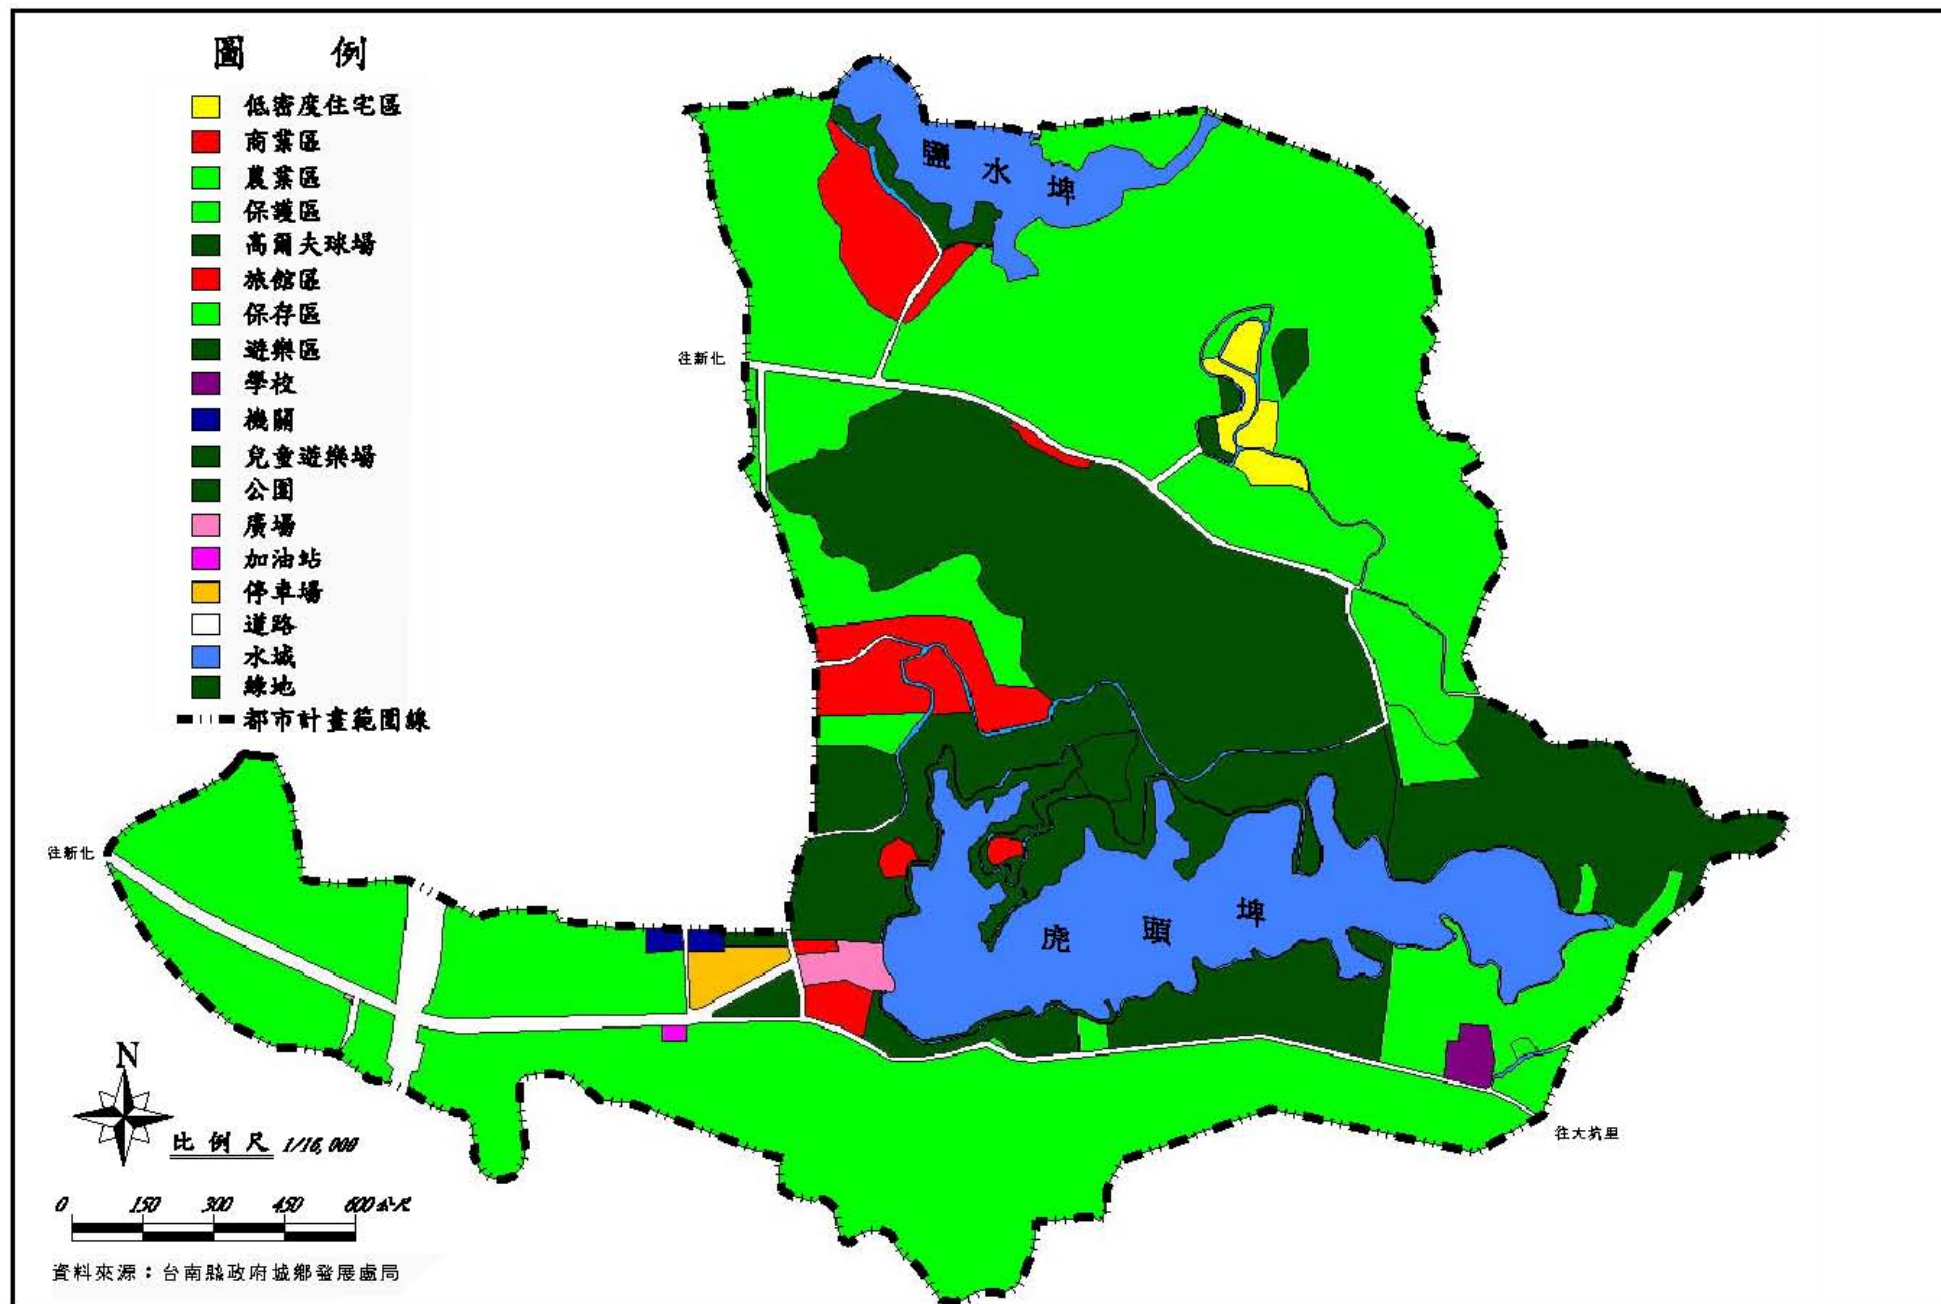 圖 例
低密度住宅區
商業區
農業區
保護區
高爾夫球場
旅館區
保存區
遊樂區
學校
機關
兒童遊樂場
公園
廣場
加油站
停車場
道路
水域
綠地
都市計畫範圍線
鹽水埤
往新化
往新化
虎頭埤
往大坑里
N
比例尺 1/16,000
0 150 300 450 600公尺
資料來源：台南縣政府城鄉發展處局